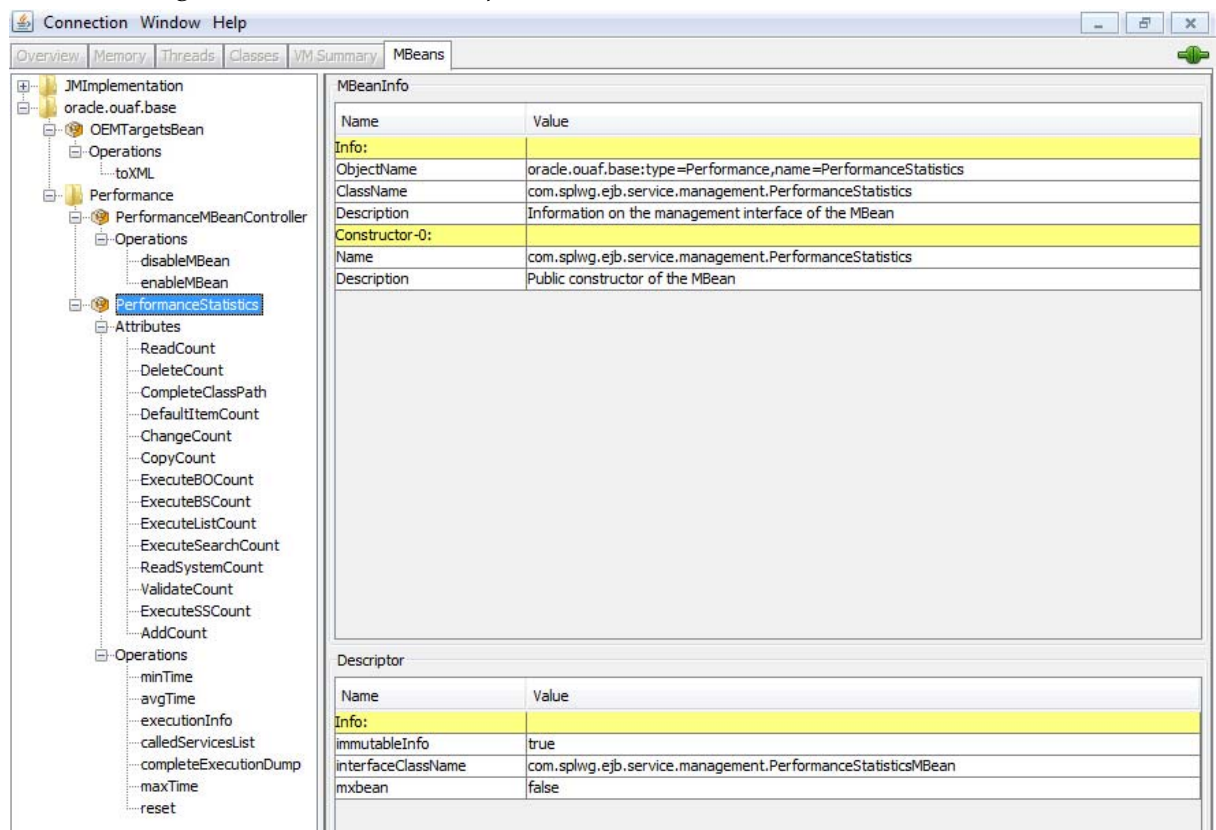 Connection Window Help
Overview Memory Threads Classes VM Summary MBeans
JMImplementation
oracle.ouaf.base
OEMTargetsBean
Operations
toXML
Performance
PerformanceMBeanController
Operations
disableMBean
enableMBean
PerformanceStatistics
Attributes
ReadCount
DeleteCount
CompleteClassPath
DefaultItemCount
ChangeCount
CopyCount
ExecuteBOCount
ExecuteBSCount
ExecuteListCount
ExecuteSearchCount
ReadSystemCount
ValidateCount
ExecuteSSCount
AddCount
Operations
minTime
avgTime
executionInfo
calledServicesList
completeExecutionDump
maxTime
reset
MBeanInfo
Name Value
Info:
ObjectName oracle.ouaf.base:type=Performance,name=PerformanceStatistics
ClassName com.splwg.ejb.service.management.PerformanceStatistics
Description Information on the management interface of the MBean
Constructor-0:
Name com.splwg.ejb.service.management.PerformanceStatistics
Description Public constructor of the MBean
Descriptor
Name Value
Info:
immutableInfo true
interfaceClassName com.splwg.ejb.service.management.PerformanceStatisticsMBean
mxbean false